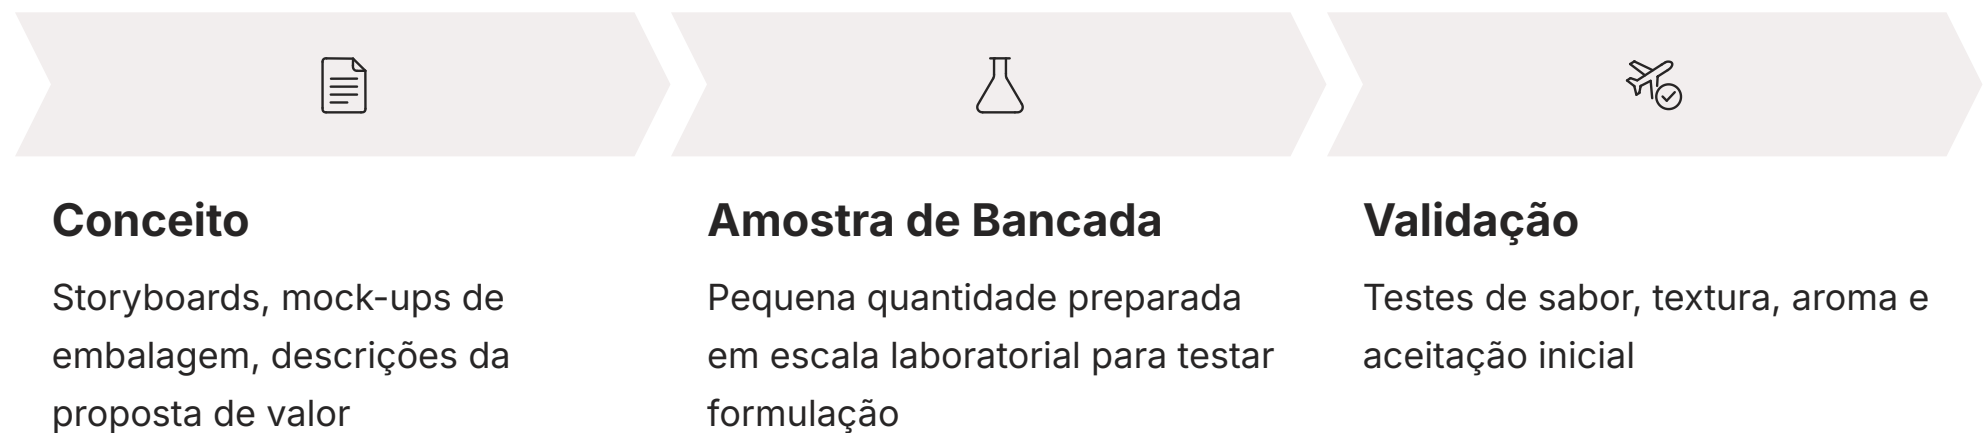 Conceito
Storyboards, mock-ups de
embalagem, descrições da
proposta de valor
Amostra de Bancada
Pequena quantidade preparada
em escala laboratorial para testar
formulação
Validação
Testes de sabor, textura, aroma e
aceitação inicial